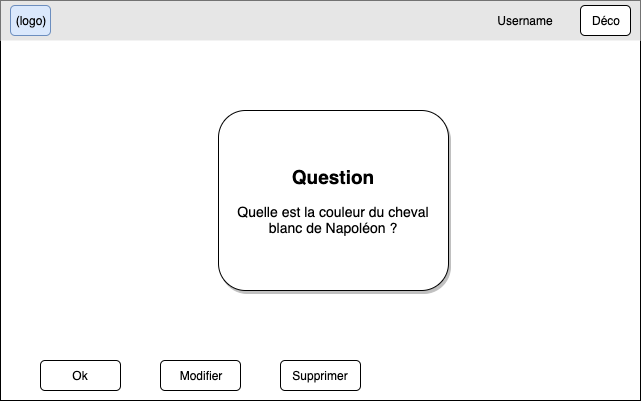 (logo)
Username
Déco
Question
Quelle est la couleur du cheval
blanc de Napoléon ?
Ok
Modifier
Supprimer